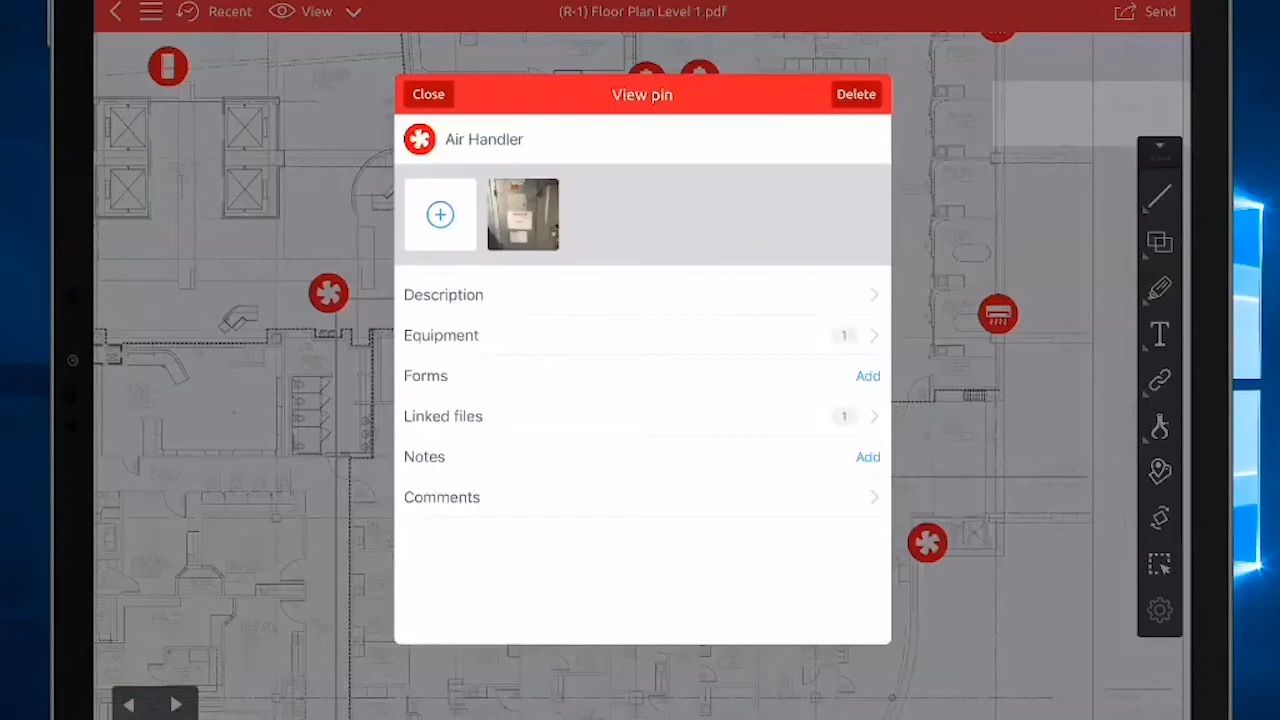 Recent View (R-1) Floor Plan Level 1.pdf Send
Close View pin Delete
Air Handler
Description
Equipment 1
Forms Add
Linked files 1
Notes Add
Comments
T